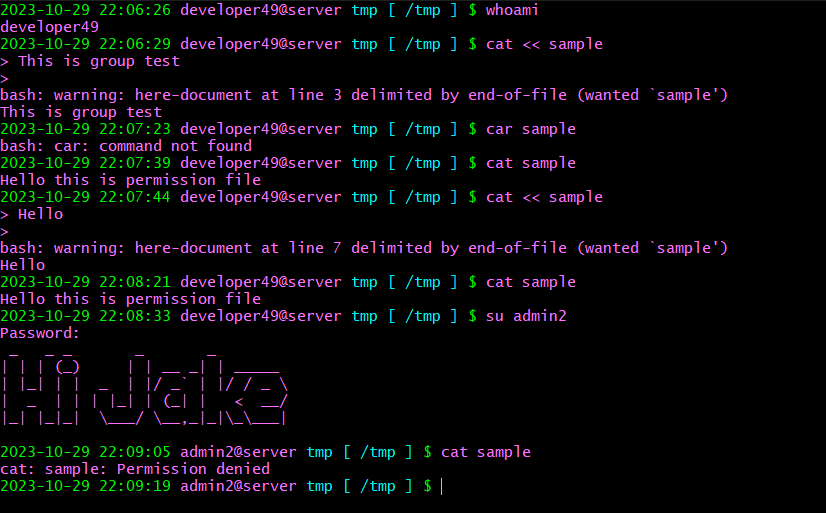 2023-10-29 22:06:26 developer49@server tmp [ /tmp ] $ whoami
developer49
2023-10-29 22:06:29 developer49@server tmp [ /tmp ] $ cat << sample
> This is group test
>
bash: warning: here-document at line 3 delimited by end-of-file (wanted `sample')
This is group test
2023-10-29 22:07:23 developer49@server tmp [ /tmp ] $ car sample
bash: car: command not found
2023-10-29 22:07:39 developer49@server tmp [ /tmp ] $ cat sample
Hello this is permission file
2023-10-29 22:07:44 developer49@server tmp [ /tmp ] $ cat << sample
> Hello
>
bash: warning: here-document at line 7 delimited by end-of-file (wanted `sample')
Hello
2023-10-29 22:08:21 developer49@server tmp [ /tmp ] $ cat sample
Hello this is permission file
2023-10-29 22:08:33 developer49@server tmp [ /tmp ] $ su admin2
Password:
Hi Jake
2023-10-29 22:09:05 admin2@server tmp [ /tmp ] $ cat sample
cat: sample: Permission denied
2023-10-29 22:09:19 admin2@server tmp [ /tmp ] $